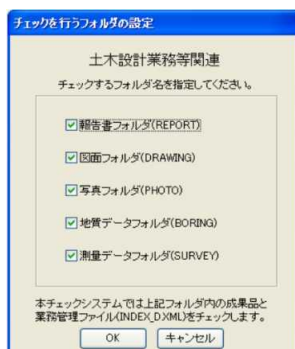 チェックを行うフォルダの設定
土木設計業務等関連
チェックするフォルダ名を指定してください。
報告書フォルダ(REPORT)
図面フォルダ(DRAWING)
写真フォルダ(PHOTO)
地質データフォルダ(BORING)
測量データフォルダ(SURVEY)
本チェックシステムでは上記フォルダ内の成果品と
業務管理ファイル(INDEX_D.XML)をチェックします。
OK キャンセル